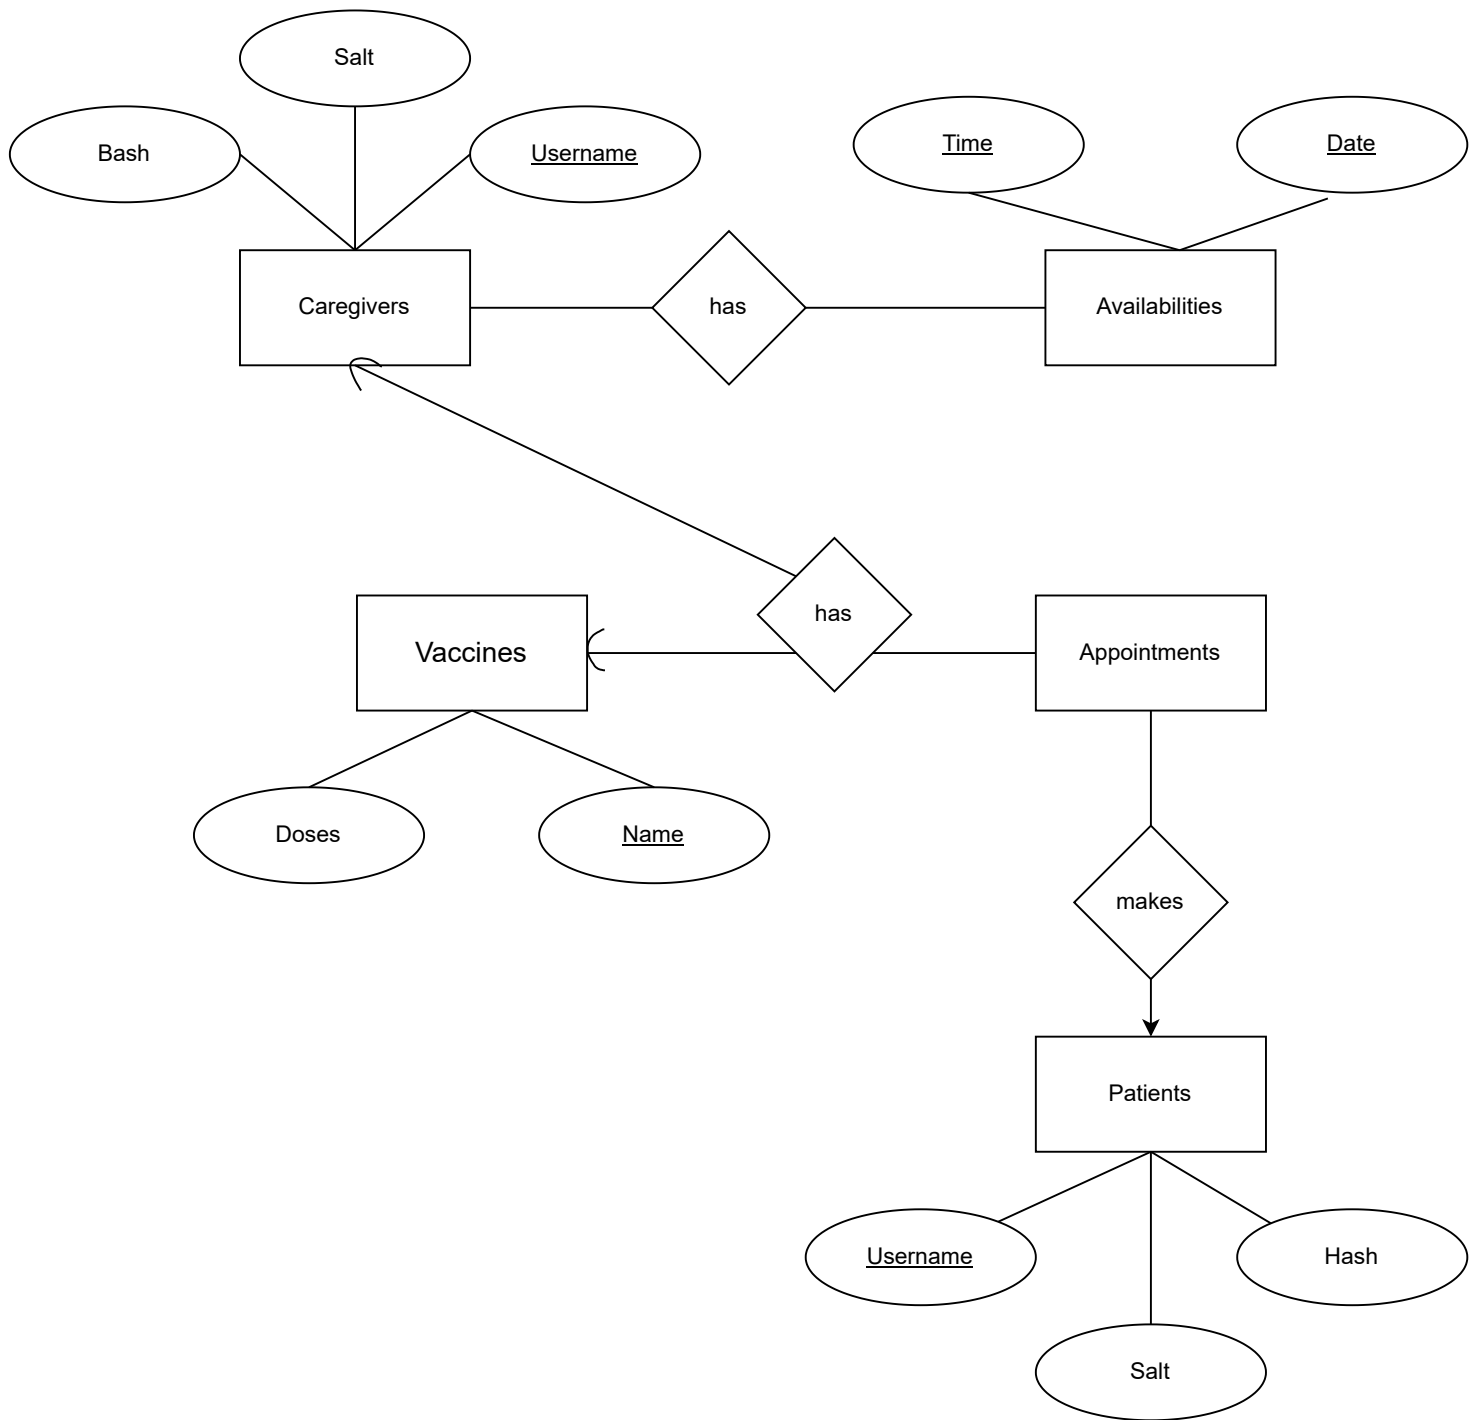 Salt
Bash
Username
Time
Date
Caregivers
has
Availabilities
has
Vaccines
Appointments
Doses
Name
makes
Patients
Username
Hash
Salt